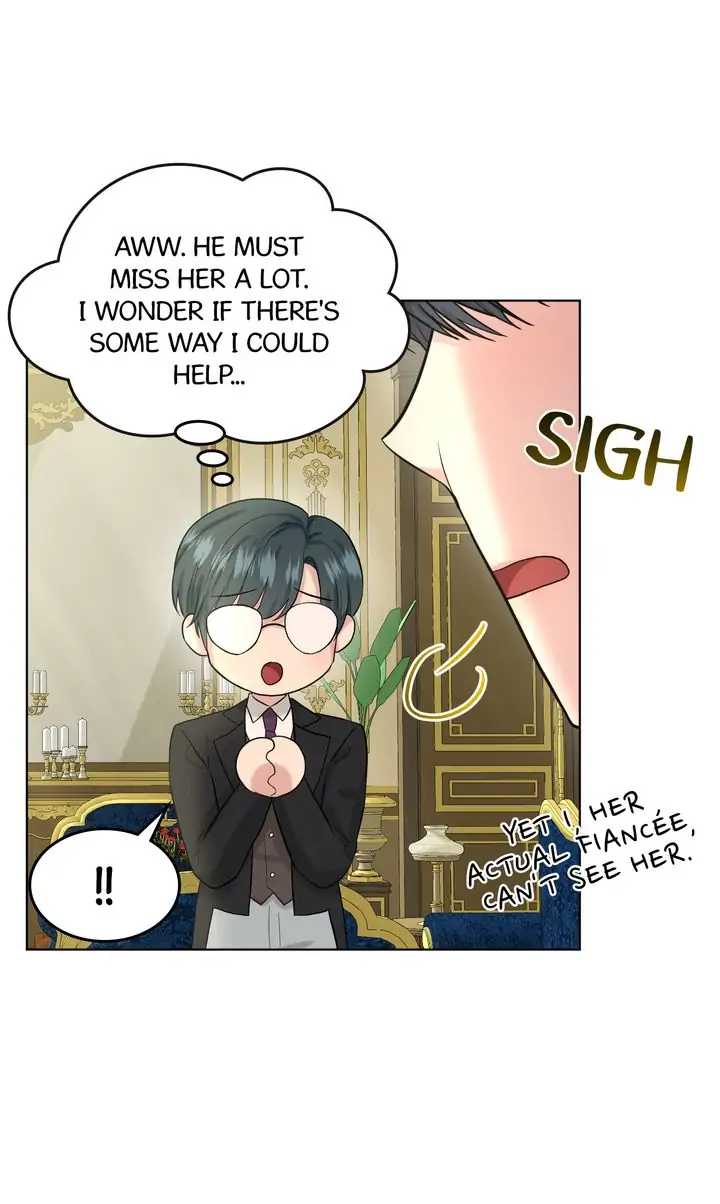 AWW. HE MUST
MISS HER A LOT.
I WONDER IF THERE'S
SOME WAY I COULD
HELP...
SIGH
YET I, HER
ACTUAL FIANCÉE,
CAN'T SEE HER.
!!